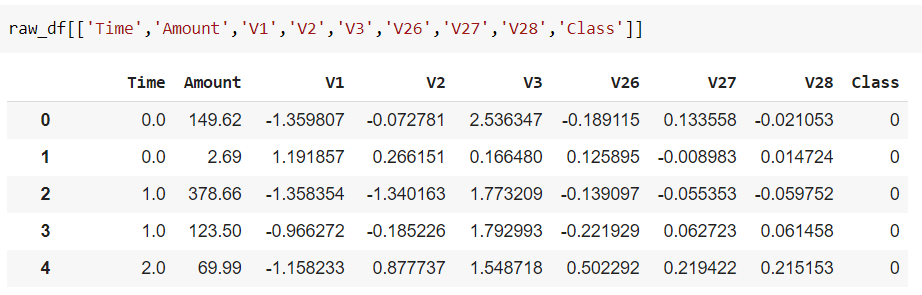 raw_df[['Time','Amount','V1','V2','V3','V26','V27','V28','Class']]
Time Amount V1 V2 V3 V26 V27 V28 Class
0 0.0 149.62 -1.359807 -0.072781 2.536347 -0.189115 0.133558 -0.021053 0
1 0.0 2.69 1.191857 0.266151 0.166480 0.125895 -0.008983 0.014724 0
2 1.0 378.66 -1.358354 -1.340163 1.773209 -0.139097 -0.055353 -0.059752 0
3 1.0 123.50 -0.966272 -0.185226 1.792993 -0.221929 0.062723 0.061458 0
4 2.0 69.99 -1.158233 0.877737 1.548718 0.502292 0.219422 0.215153 0